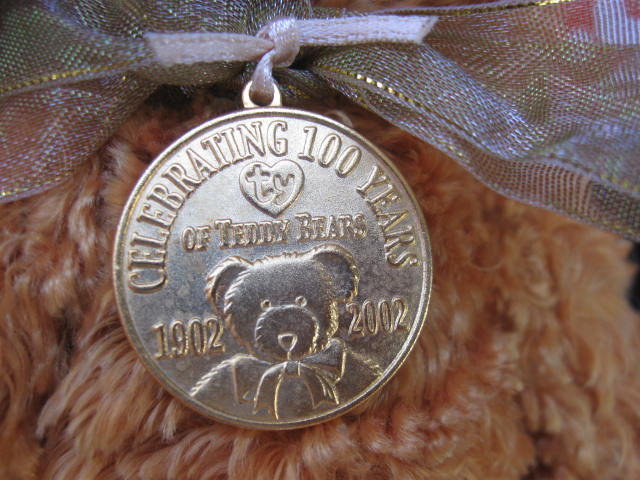 CELEBRATING 100 YEARS
ty
OF TEDDY BEARS
1902 2002